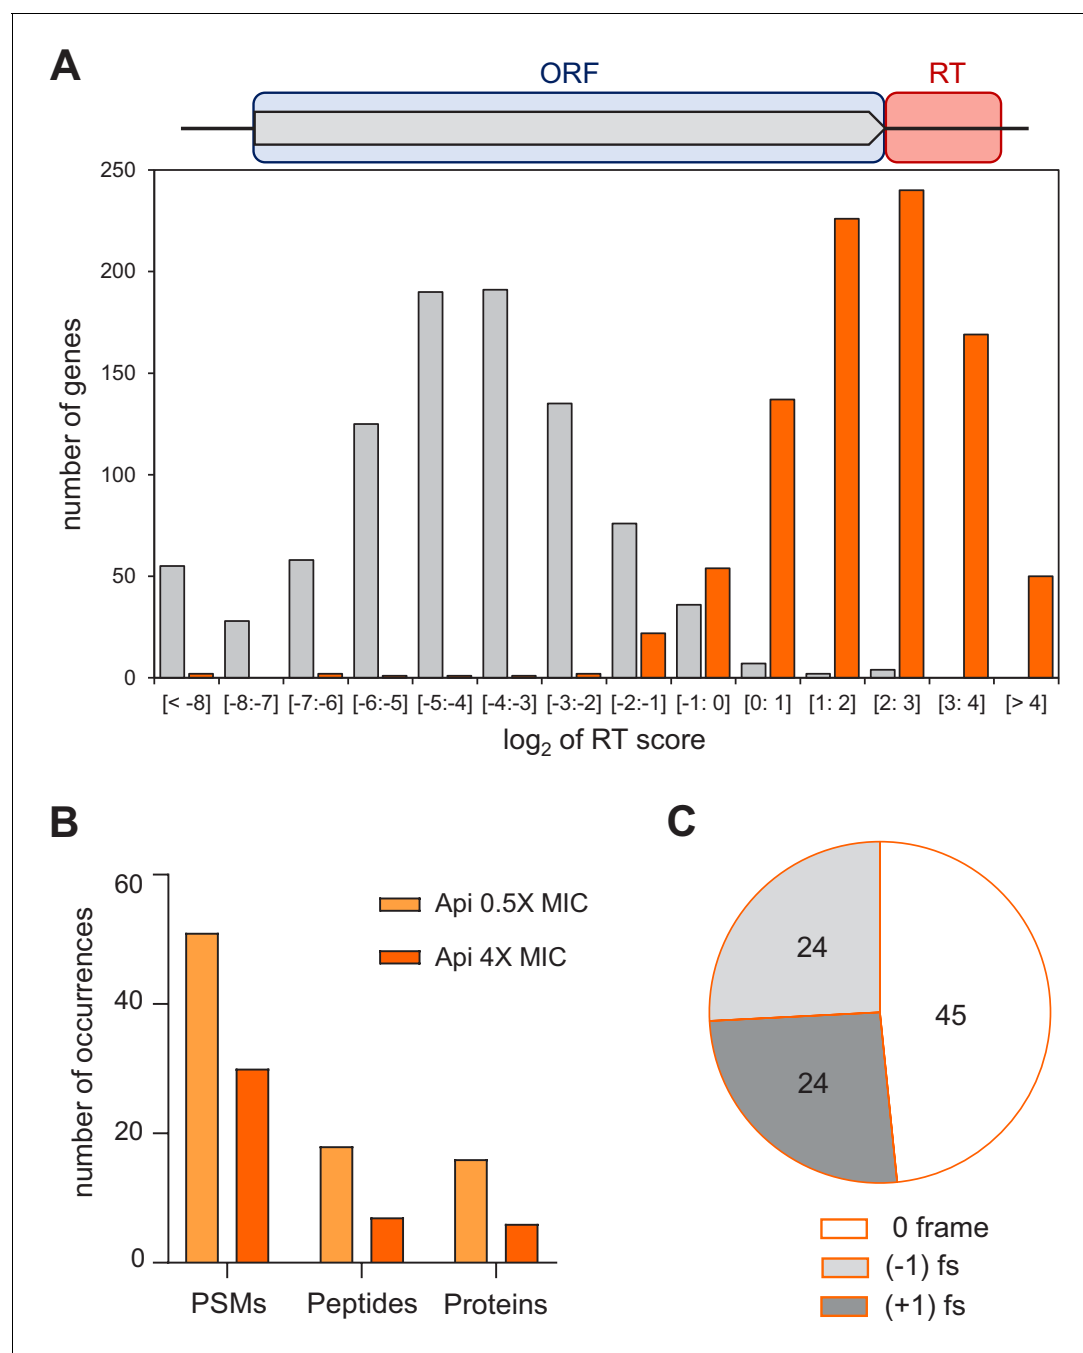 A
ORF
RT
250
200
150
100
50
0
number of genes
[< -8] [-8:-7] [-7:-6] [-6:-5] [-5:-4] [-4:-3] [-3:-2] [-2:-1] [-1: 0] [0: 1] [1: 2] [2: 3] [3: 4] [> 4]
log2 of RT score
B
60
40
20
0
number of occurrences
Api 0.5X MIC
Api 4X MIC
PSMs Peptides Proteins
C
24
45
24
0 frame
(-1) fs
(+1) fs